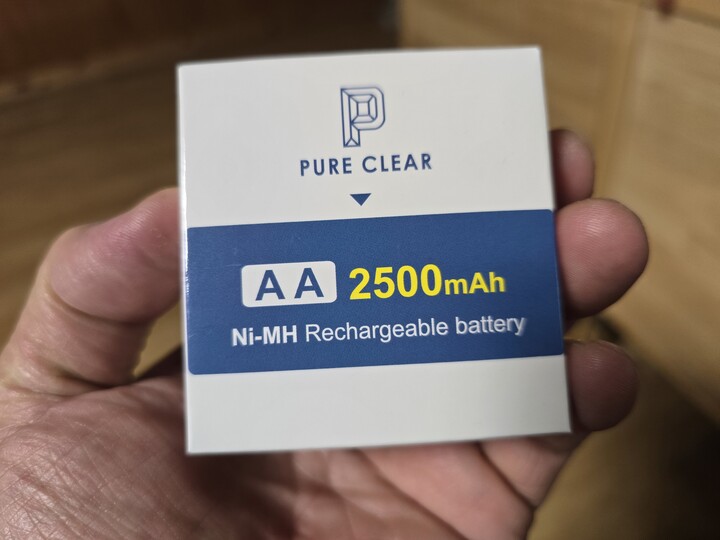 P
PURE CLEAR
AA 2500mAh
Ni-MH Rechargeable battery